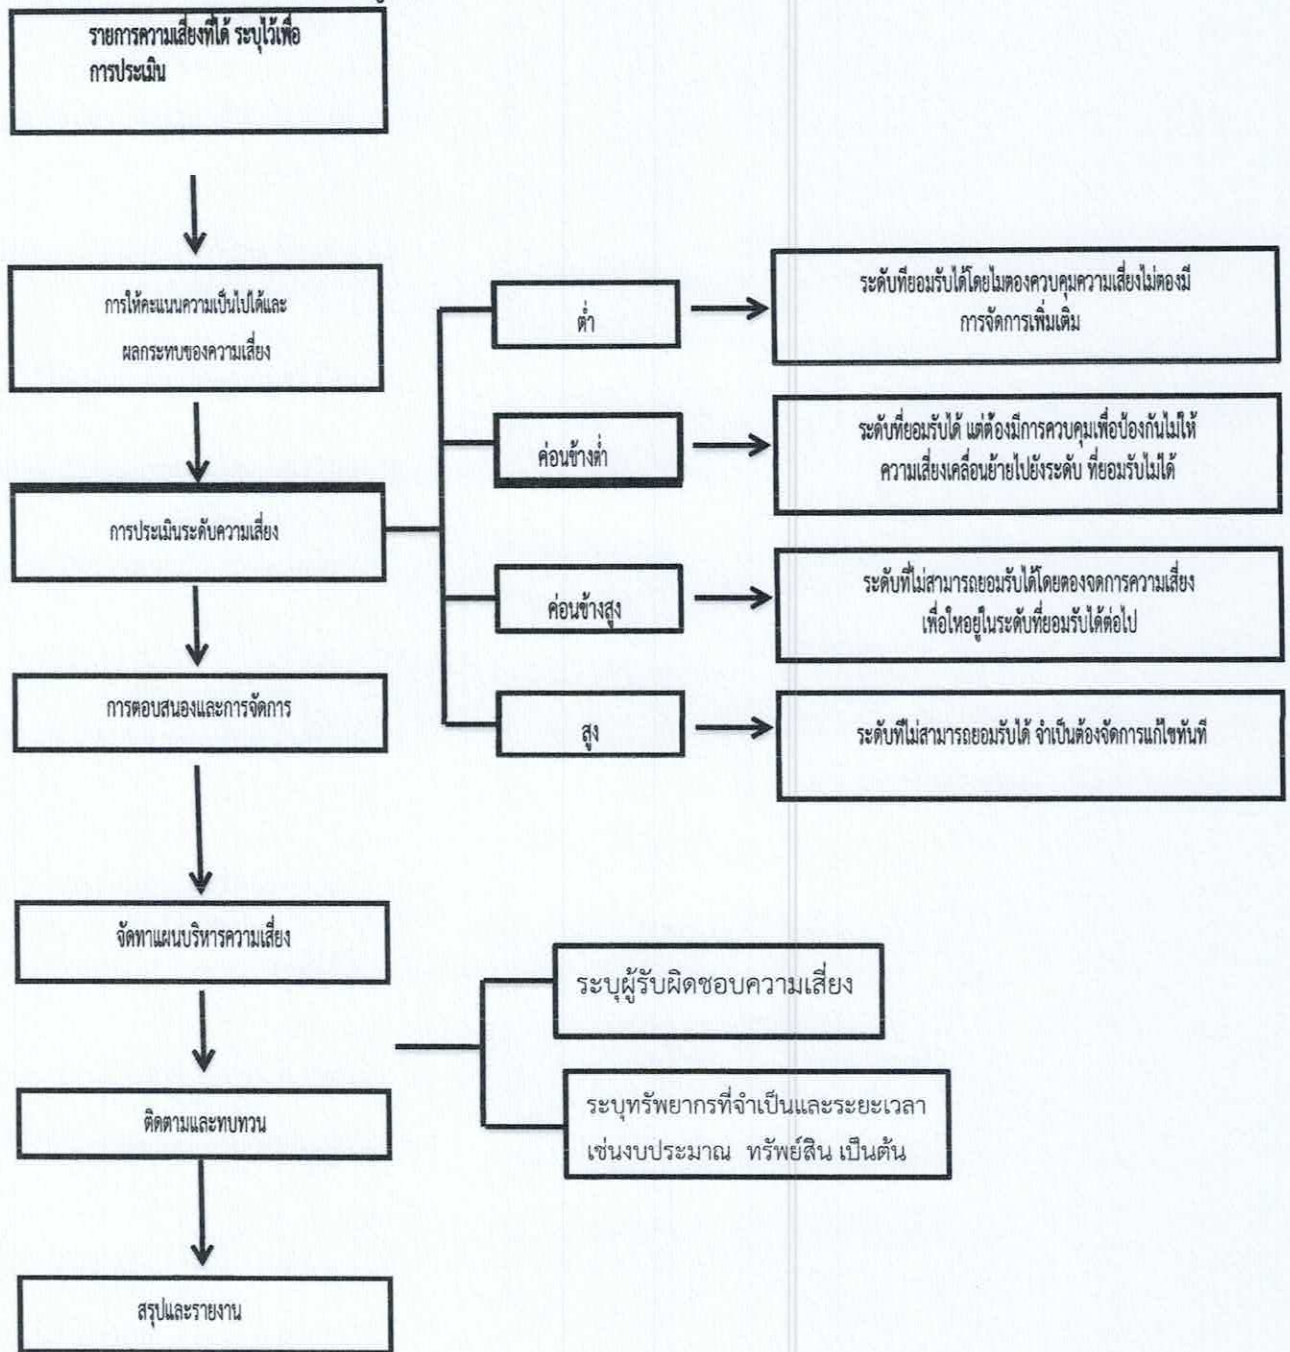 รายการความเสี่ยงที่ได้ ระบุไว้เพื่อ
การประเมิน
การให้คะแนนความเป็นไปได้และ
ผลกระทบของความเสี่ยง
การประเมินระดับความเสี่ยง
ต่ำ
ระดับที่ยอมรับได้โดยไมตองควบคุมความเสี่ยงไม่ตองมี
การจัดการเพิ่มเติม
ค่อนข้างต่ำ
ระดับที่ยอมรับได้ แต่ต้องมีการควบคุมเพื่อป้องกันไม่ให้
ความเสี่ยงเคลื่อนย้ายไปยังระดับ ที่ยอมรับไม่ได้
ค่อนข้างสูง
ระดับที่ไม่สามารถยอมรับได้โดยตองจดการความเสี่ยง
เพื่อใหอยู่ในระดับที่ยอมรับได้ต่อไป
สูง
ระดับที่ไม่สามารถยอมรับได้ จำเป็นต้องจัดการแก้ไขทันที
การตอบสนองและการจัดการ
จัดทาแผนบริหารความเสี่ยง
ระบุผู้รับผิดชอบความเสี่ยง
ระบุทรัพยากรที่จำเป็นและระยะเวลา
เช่นงบประมาณ ทรัพย์สิน เป็นต้น
ติดตามและทบทวน
สรุปและรายงาน